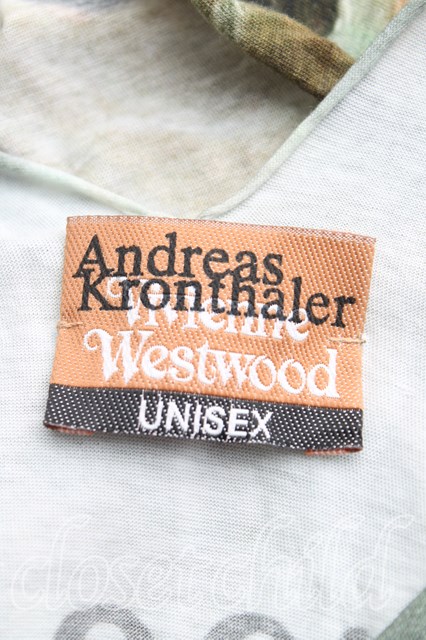 Andreas
Kronthaler
Vivienne
Westwood
UNISEX
closetchild